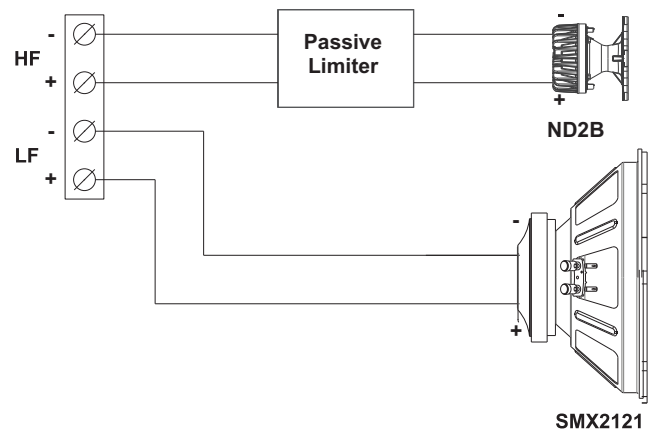 -
HF
+
-
LF
+
Passive
Limiter
-
+
ND2B
-
+
SMX2121